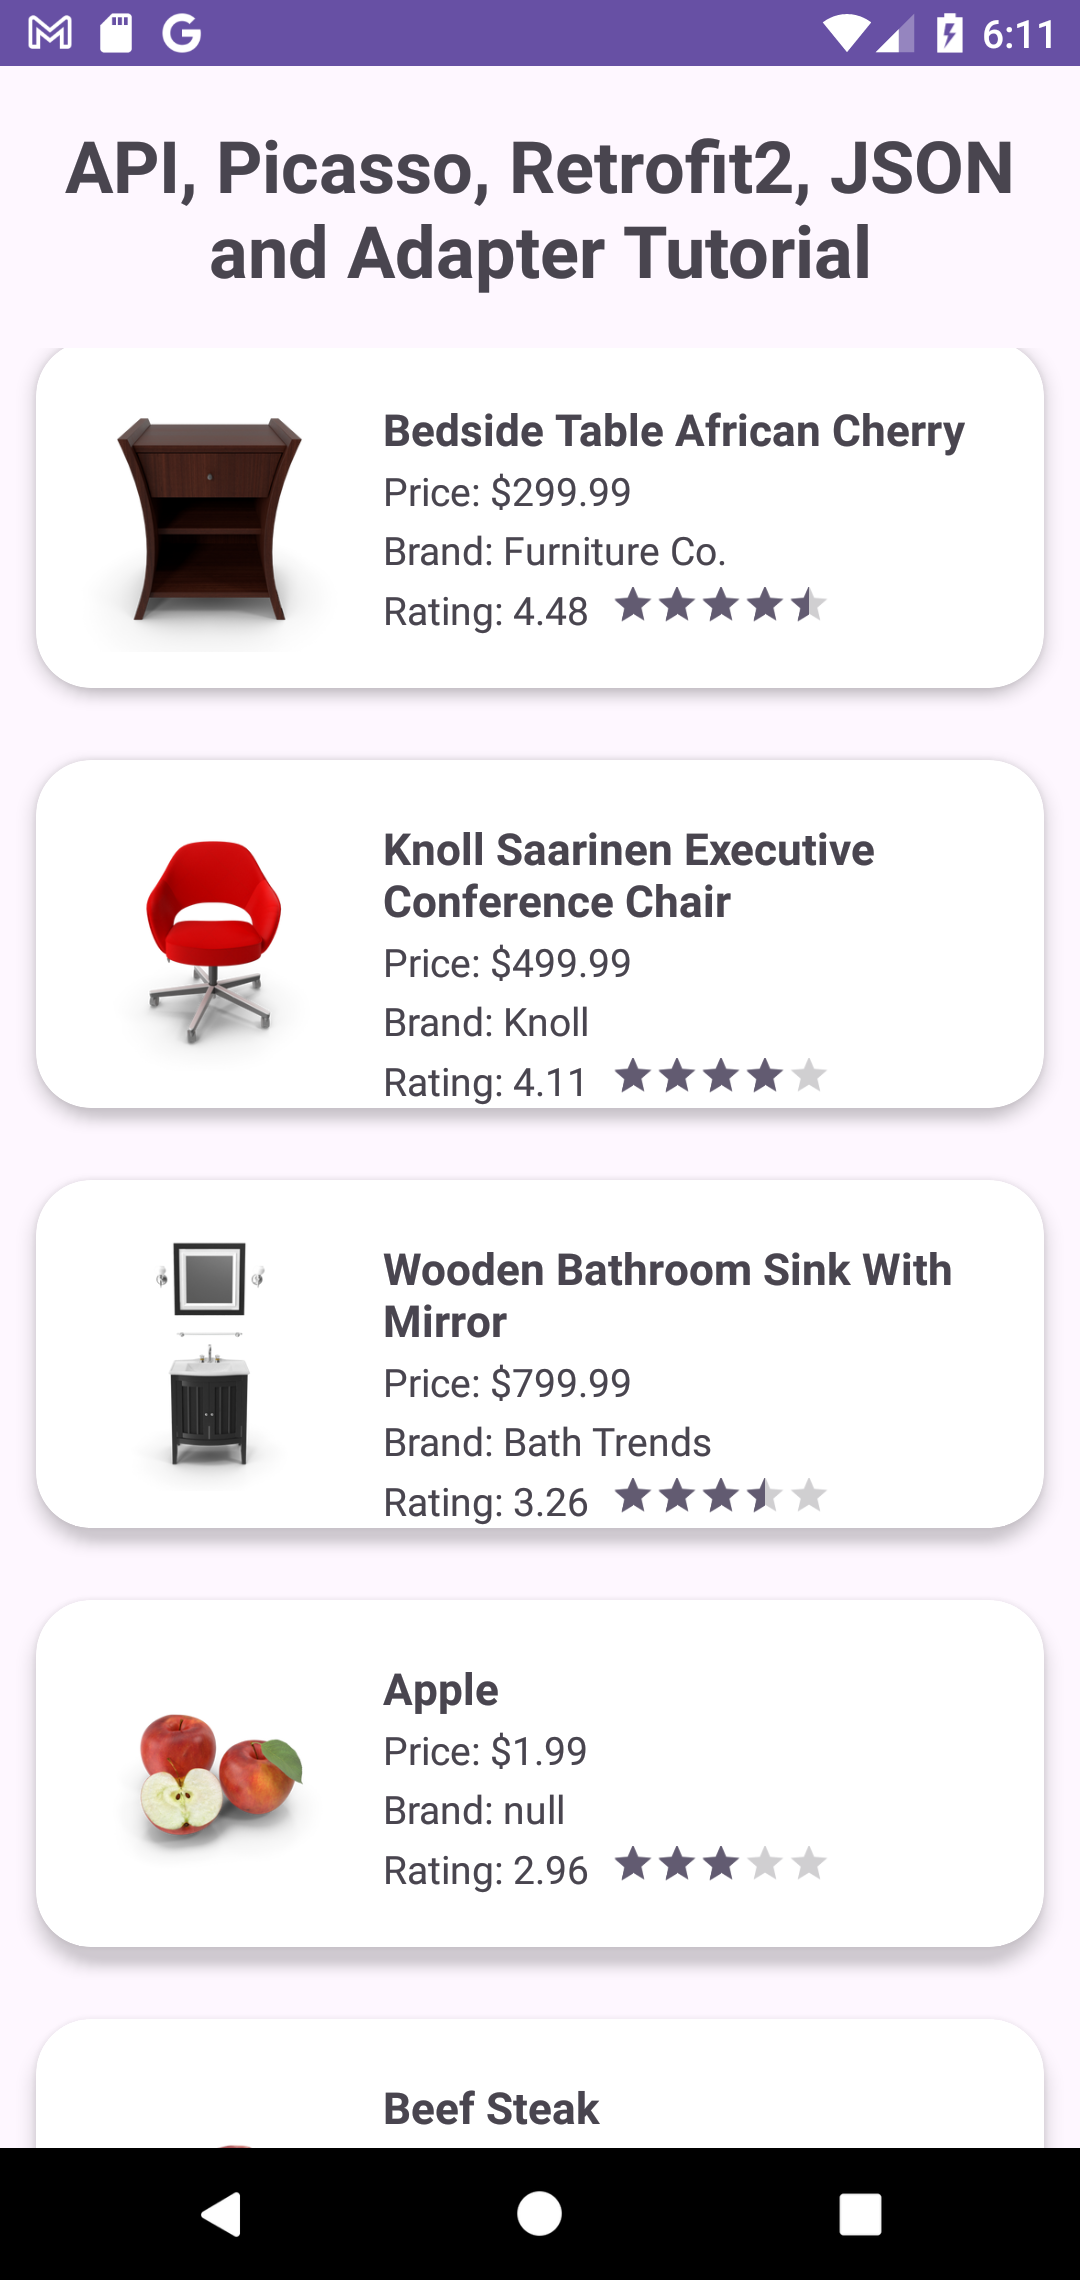 6:11
API, Picasso, Retrofit2, JSON
and Adapter Tutorial
Bedside Table African Cherry
Price: $299.99
Brand: Furniture Co.
Rating: 4.48
Knoll Saarinen Executive
Conference Chair
Price: $499.99
Brand: Knoll
Rating: 4.11
Wooden Bathroom Sink With
Mirror
Price: $799.99
Brand: Bath Trends
Rating: 3.26
Apple
Price: $1.99
Brand: null
Rating: 2.96
Beef Steak